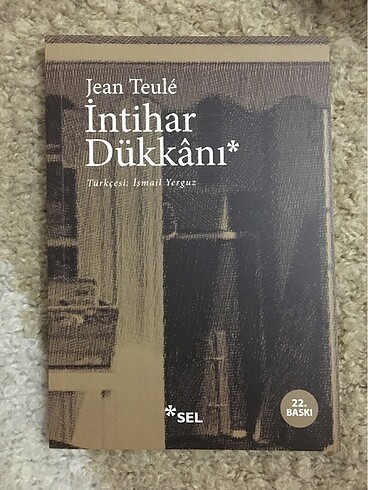 Jean Teulé
İntihar
Dükkânı*
Türkçesi: İsmail Yerguz
22.
BASKI
*SEL